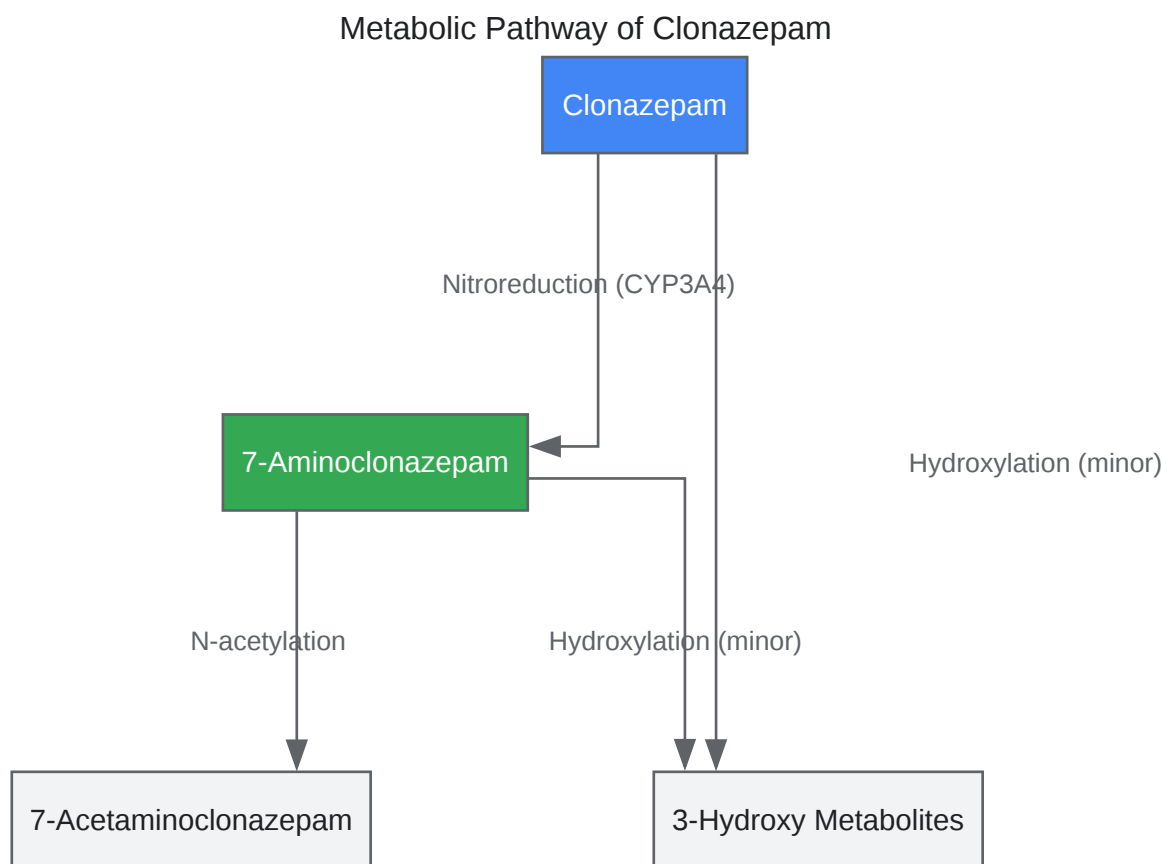 Metabolic Pathway of Clonazepam
Clonazepam
Nitroreduction (CYP3A4)
7-Aminoclonazepam
Hydroxylation (minor)
N-acetylation
Hydroxylation (minor)
7-Acetaminoclonazepam
3-Hydroxy Metabolites